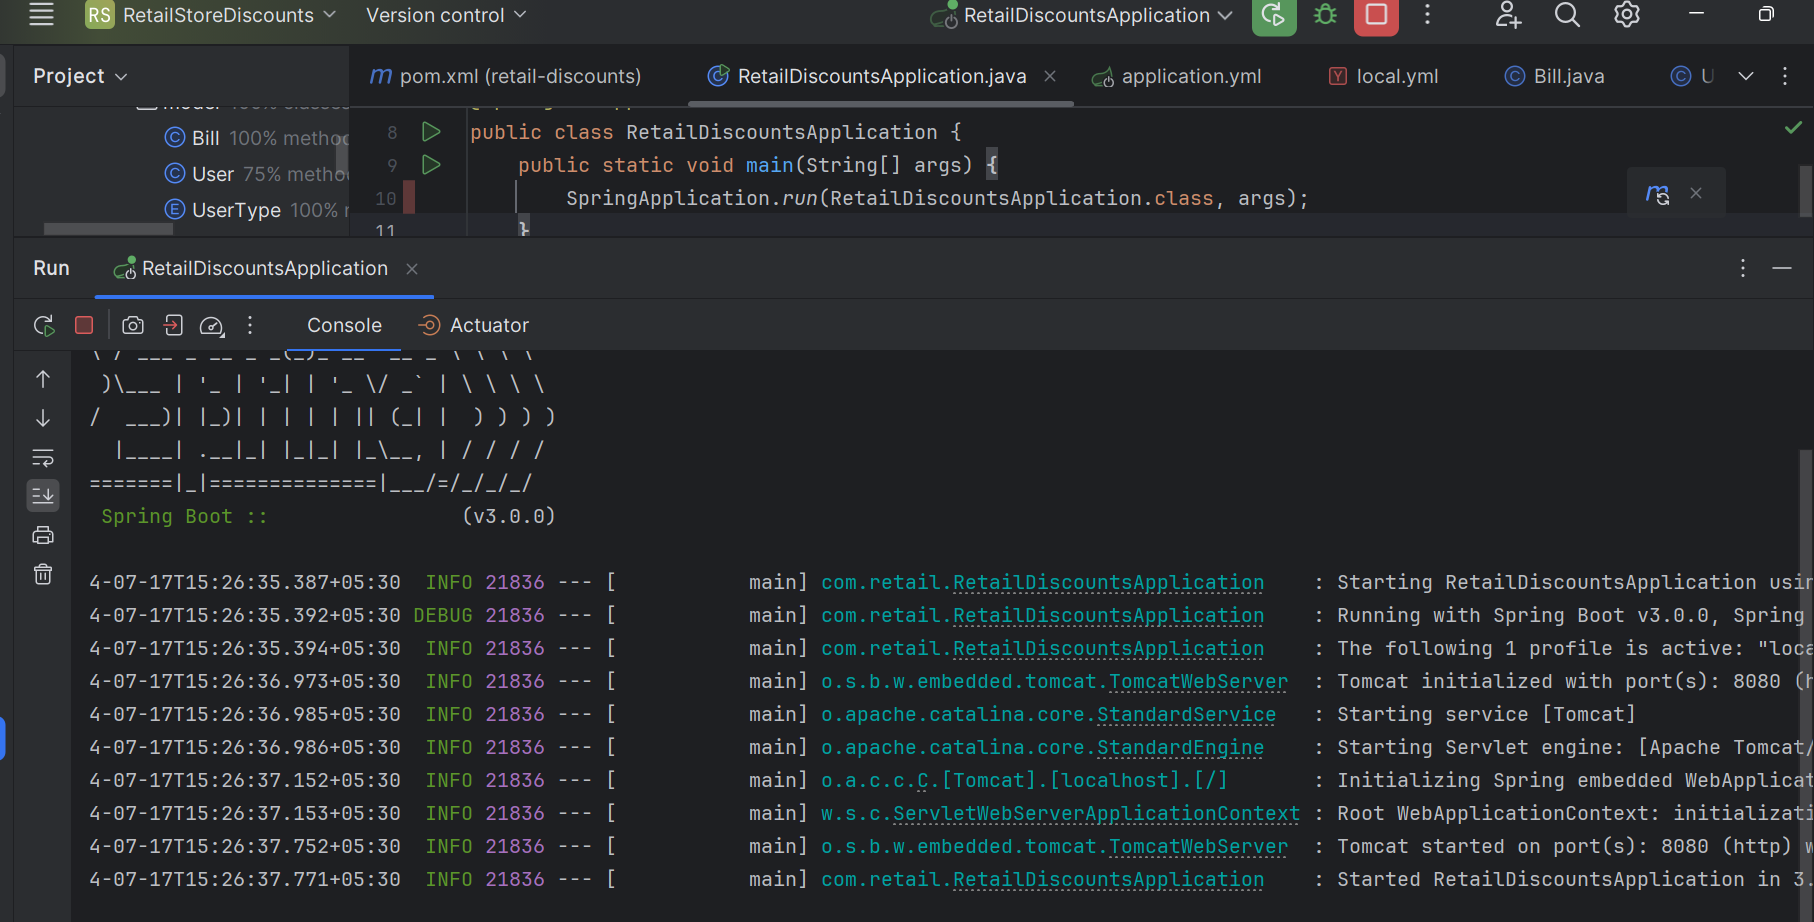 RS RetailStoreDiscounts Version control RetailDiscountsApplication
Project
pom.xml (retail-discounts) RetailDiscountsApplication.java application.yml local.yml Bill.java U
Bill 100% method
User 75% metho
UserType 100%
8 public class RetailDiscountsApplication {
9 public static void main(String[] args) {
10 SpringApplication.run(RetailDiscountsApplication.class, args);
11 }
Run RetailDiscountsApplication
Console Actuator
\ / ___ _ __ _ _(_)_ __ __ _ \ \ \ \
)\___ | '_ | '_| | '_ \/ _` | \ \ \ \
/ ___)| |_)| | | | | || (_| | ) ) ) )
|____| .__|_| |_|_| |_\__, | / / / /
=======|_|==============|___/=/_/_/_/
Spring Boot :: (v3.0.0)
4-07-17T15:26:35.387+05:30 INFO 21836 --- [ main] com.retail.RetailDiscountsApplication : Starting RetailDiscountsApplication usin
4-07-17T15:26:35.392+05:30 DEBUG 21836 --- [ main] com.retail.RetailDiscountsApplication : Running with Spring Boot v3.0.0, Spring
4-07-17T15:26:35.394+05:30 INFO 21836 --- [ main] com.retail.RetailDiscountsApplication : The following 1 profile is active: "loca
4-07-17T15:26:36.973+05:30 INFO 21836 --- [ main] o.s.b.w.embedded.tomcat.TomcatWebServer : Tomcat initialized with port(s): 8080 (h
4-07-17T15:26:36.985+05:30 INFO 21836 --- [ main] o.apache.catalina.core.StandardService : Starting service [Tomcat]
4-07-17T15:26:36.986+05:30 INFO 21836 --- [ main] o.apache.catalina.core.StandardEngine : Starting Servlet engine: [Apache Tomcat/
4-07-17T15:26:37.152+05:30 INFO 21836 --- [ main] o.a.c.c.C.[Tomcat].[localhost].[/] : Initializing Spring embedded WebApplicat
4-07-17T15:26:37.153+05:30 INFO 21836 --- [ main] w.s.c.ServletWebServerApplicationContext : Root WebApplicationContext: initializati
4-07-17T15:26:37.752+05:30 INFO 21836 --- [ main] o.s.b.w.embedded.tomcat.TomcatWebServer : Tomcat started on port(s): 8080 (http) w
4-07-17T15:26:37.771+05:30 INFO 21836 --- [ main] com.retail.RetailDiscountsApplication : Started RetailDiscountsApplication in 3.